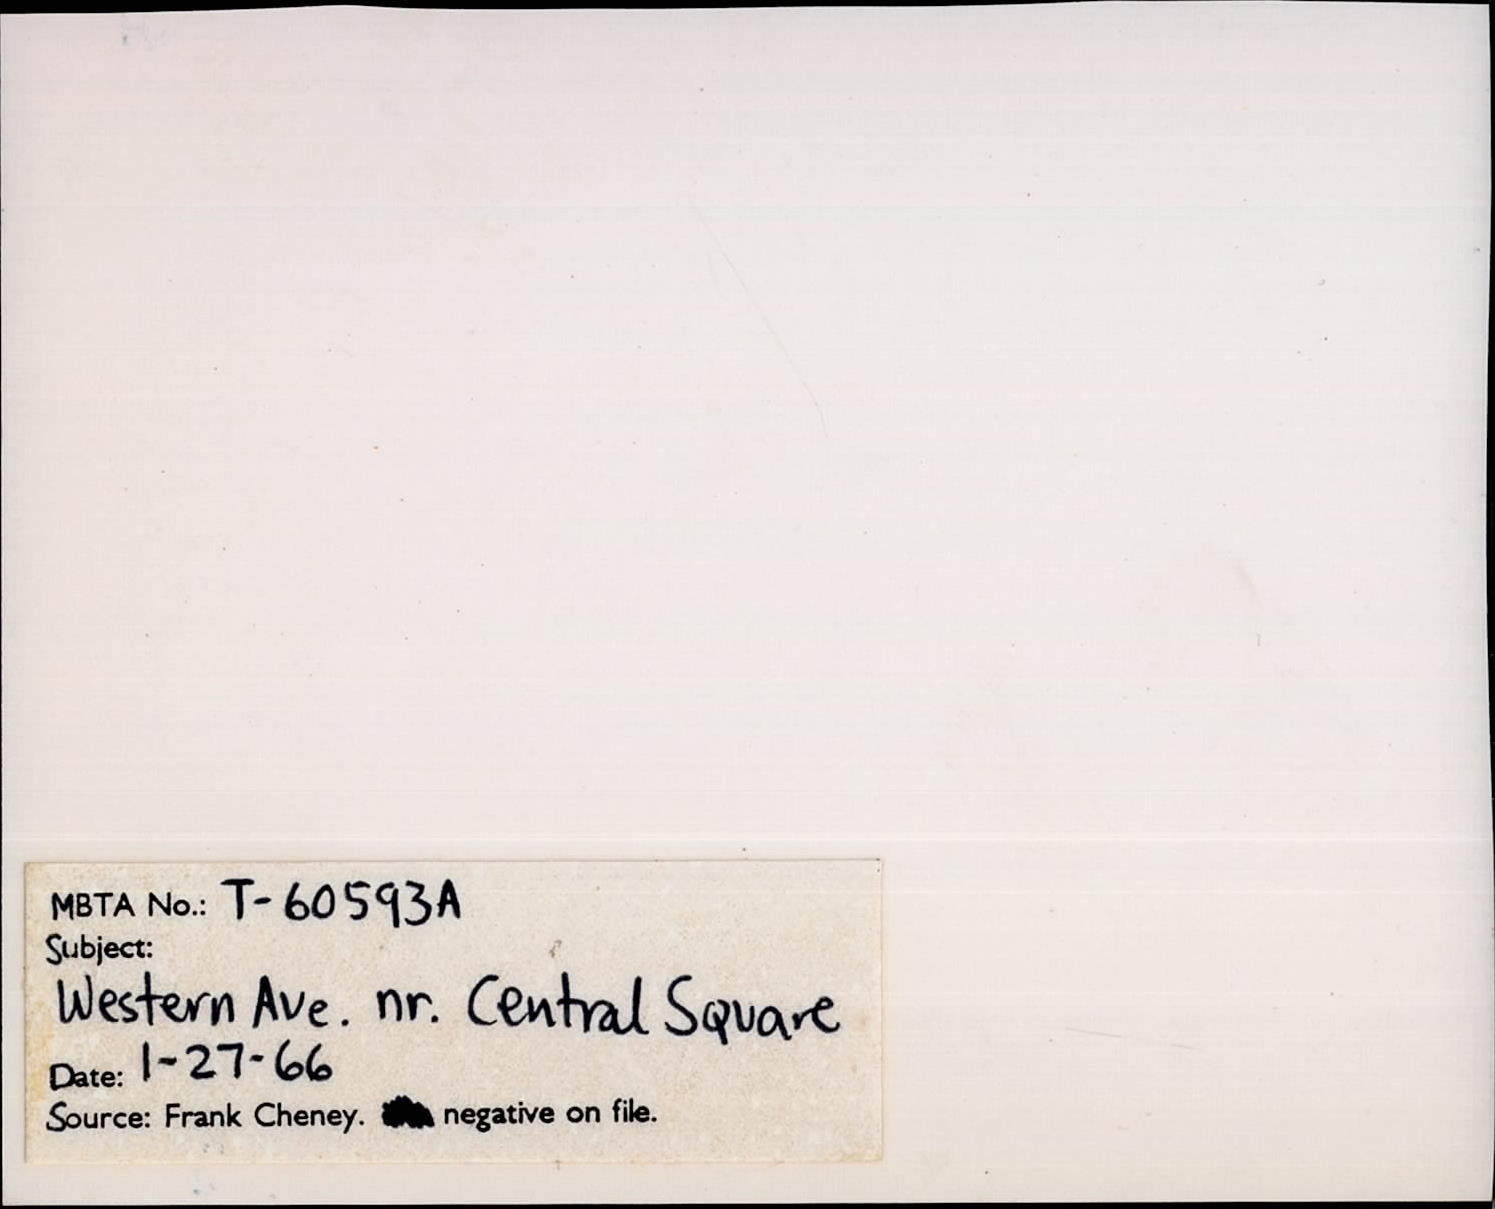 MBTA No.: T-60593A
Subject:
Western Ave. nr. Central Square
Date: 1-27-66
Source: Frank Cheney. negative on file.